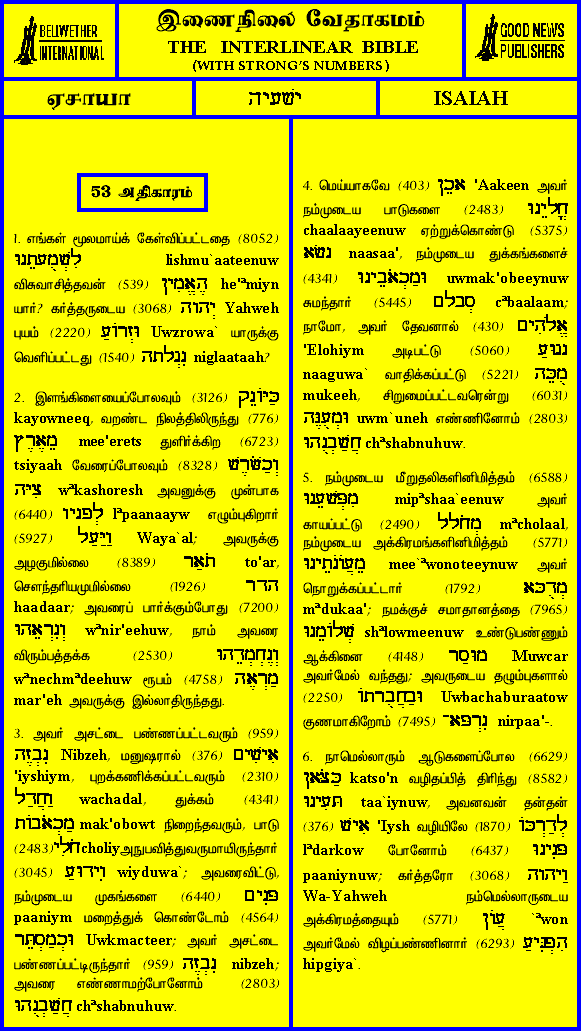 BELLWETHER
INTERNATIONAL
இணைநிலை வேதாகமம்
THE INTERLINEAR BIBLE
(WITH STRONG'S NUMBERS)
GOOD NEWS
PUBLISHERS
ஏசாயா
ישעיה
ISAIAH
53 அதிகாரம்
1. எங்கள் மூலமாய்க் கேள்விப்பட்டதை (8052)
לִשְׁמֻעָתֵנוּ lishmu`aateenuw
விசுவாசித்தவன் (539) הֶאֱמִין he'ᵃmiyn
யார்? கர்த்தருடைய (3068) יְהוָה Yahweh
புயம் (2220) וּזְרוֹעַ Uwzrowa` யாருக்கு
வெளிப்பட்டது (1540) נִגְלָתָה niglaataah?
2. இளங்கிளையைப்போலவும் (3126) כַּיּוֹנֵק
kayowneeq, வறண்ட நிலத்திலிருந்து (776)
מֵאֶרֶץ mee'erets துளிர்க்கிற (6723)
tsiyaah வேரைப்போலவும் (8328) וְכַשֹּׁרֶשׁ
צִיָּה wᵃkashoresh அவனுக்கு முன்பாக
(6440) לְפָנָיו lᵃpaanaayw எழும்புகிறார்
(5927) וַיַּעַל Waya`al; அவருக்கு
அழகுமில்லை (8389) תֹאַר to'ar,
சௌந்தரியமுமில்லை (1926) הָדָר
haadaar; அவரைப் பார்க்கும்போது (7200)
וְנִרְאֵהוּ wᵃnir'eehuw, நாம் அவரை
விரும்பத்தக்க (2530) וְנֶחְמְדֵהוּ
wᵃnechmᵃdeehuw ரூபம் (4758) מַרְאֶה
mar'eh அவருக்கு இல்லாதிருந்தது.
3. அவர் அசட்டை பண்ணப்பட்டவரும் (959)
נִבְזֶה Nibzeh, மனுஷரால் (376) אִישִׁים
'iyshiym, புறக்கணிக்கப்பட்டவரும் (2310)
וַחֲדַל wachadal, துக்கம் (4341)
מַכְאֹבוֹת mak'obowt நிறைந்தவரும், பாடு
(2483) חֹלִי choliy அநுபவித்தவருமாயிருந்தார்
(3045) וִידוּעַ wiyduwa`; அவரைவிட்டு,
நம்முடைய முகங்களை (6440) פָּנִים
paaniym மறைத்துக் கொண்டோம் (4564)
וּכְמַסְתֵּר Uwkmacteer; அவர் அசட்டை
பண்ணப்பட்டிருந்தார் (959) נִבְזֶה nibzeh;
அவரை எண்ணாமற்போனோம் (2803)
חֲשַׁבְנֻהוּ chᵃshabnuhuw.
4. மெய்யாகவே (403) אָכֵן 'Aakeen அவர்
நம்முடைய பாடுகளை (2483) חֳלָיֵנוּ
chaalaayeenuw ஏற்றுக்கொண்டு (5375)
נָשָׂא naasaa', நம்முடைய துக்கங்களைச்
(4341) וּמַכְאֹבֵינוּ uwmak'obeeynuw
சுமந்தார் (5445) סְבָלָם cᵃbaalaam;
நாமோ, அவர் தேவனால் (430) אֱלֹהִים
'Elohiym அடிபட்டு (5060) נָגוּעַ
naaguwa` வாதிக்கப்பட்டு (5221) מֻכֵּה
mukeeh, சிறுமைப்பட்டவரென்று (6031)
וּמְעֻנֶּה uwm`uneh எண்ணினோம் (2803)
חֲשַׁבְנֻהוּ chᵃshabnuhuw.
5. நம்முடைய மீறுதலிகளினிமித்தம் (6588)
מִפְּשָׁעֵנוּ mipᵃshaa`eenuw அவர்
காயப்பட்டு (2490) מְחֹלָל mᵃcholaal,
நம்முடைய அக்கிரமங்களினிமித்தம் (5771)
מֵעֲוֹנֹתֵינוּ mee`ᵃwonoteeynuw அவர்
நொறுக்கப்பட்டார் (1792) מְדֻכָּא
mᵃdukaa'; நமக்குச் சமாதானத்தை (7965)
שְׁלוֹמֵנוּ shᵃlowmeenuw உண்டுபண்ணும்
ஆக்கினை (4148) מוּסַר Muwcar
அவர்மேல் வந்தது; அவருடைய தழும்புகளால்
(2250) וּבַחֲבֻרָתוֹ Uwbachaburaatow
குணமாகிறோம் (7495) נִרְפָּא־ nirpaa'-.
6. நாமெல்லாரும் ஆடுகளைப்போல (6629)
כַּצֹּאן katso'n வழிதப்பித் திரிந்து (8582)
תָּעִינוּ taa`iynuw, அவனவன் தன்தன்
(376) אִישׁ 'Iysh வழியிலே (1870) לְדַרְכּוֹ
lᵃdarkow போனோம் (6437) פָּנִינוּ
paaniynuw; கர்த்தரோ (3068) וַיהוָה
Wa-Yahweh நம்மெல்லாருடைய
அக்கிரமத்தையும் (5771) עֲוֹן `ᵃwon
அவர்மேல் விழப்பண்ணினார் (6293) הִפְגִּיעַ
hipgiya`.